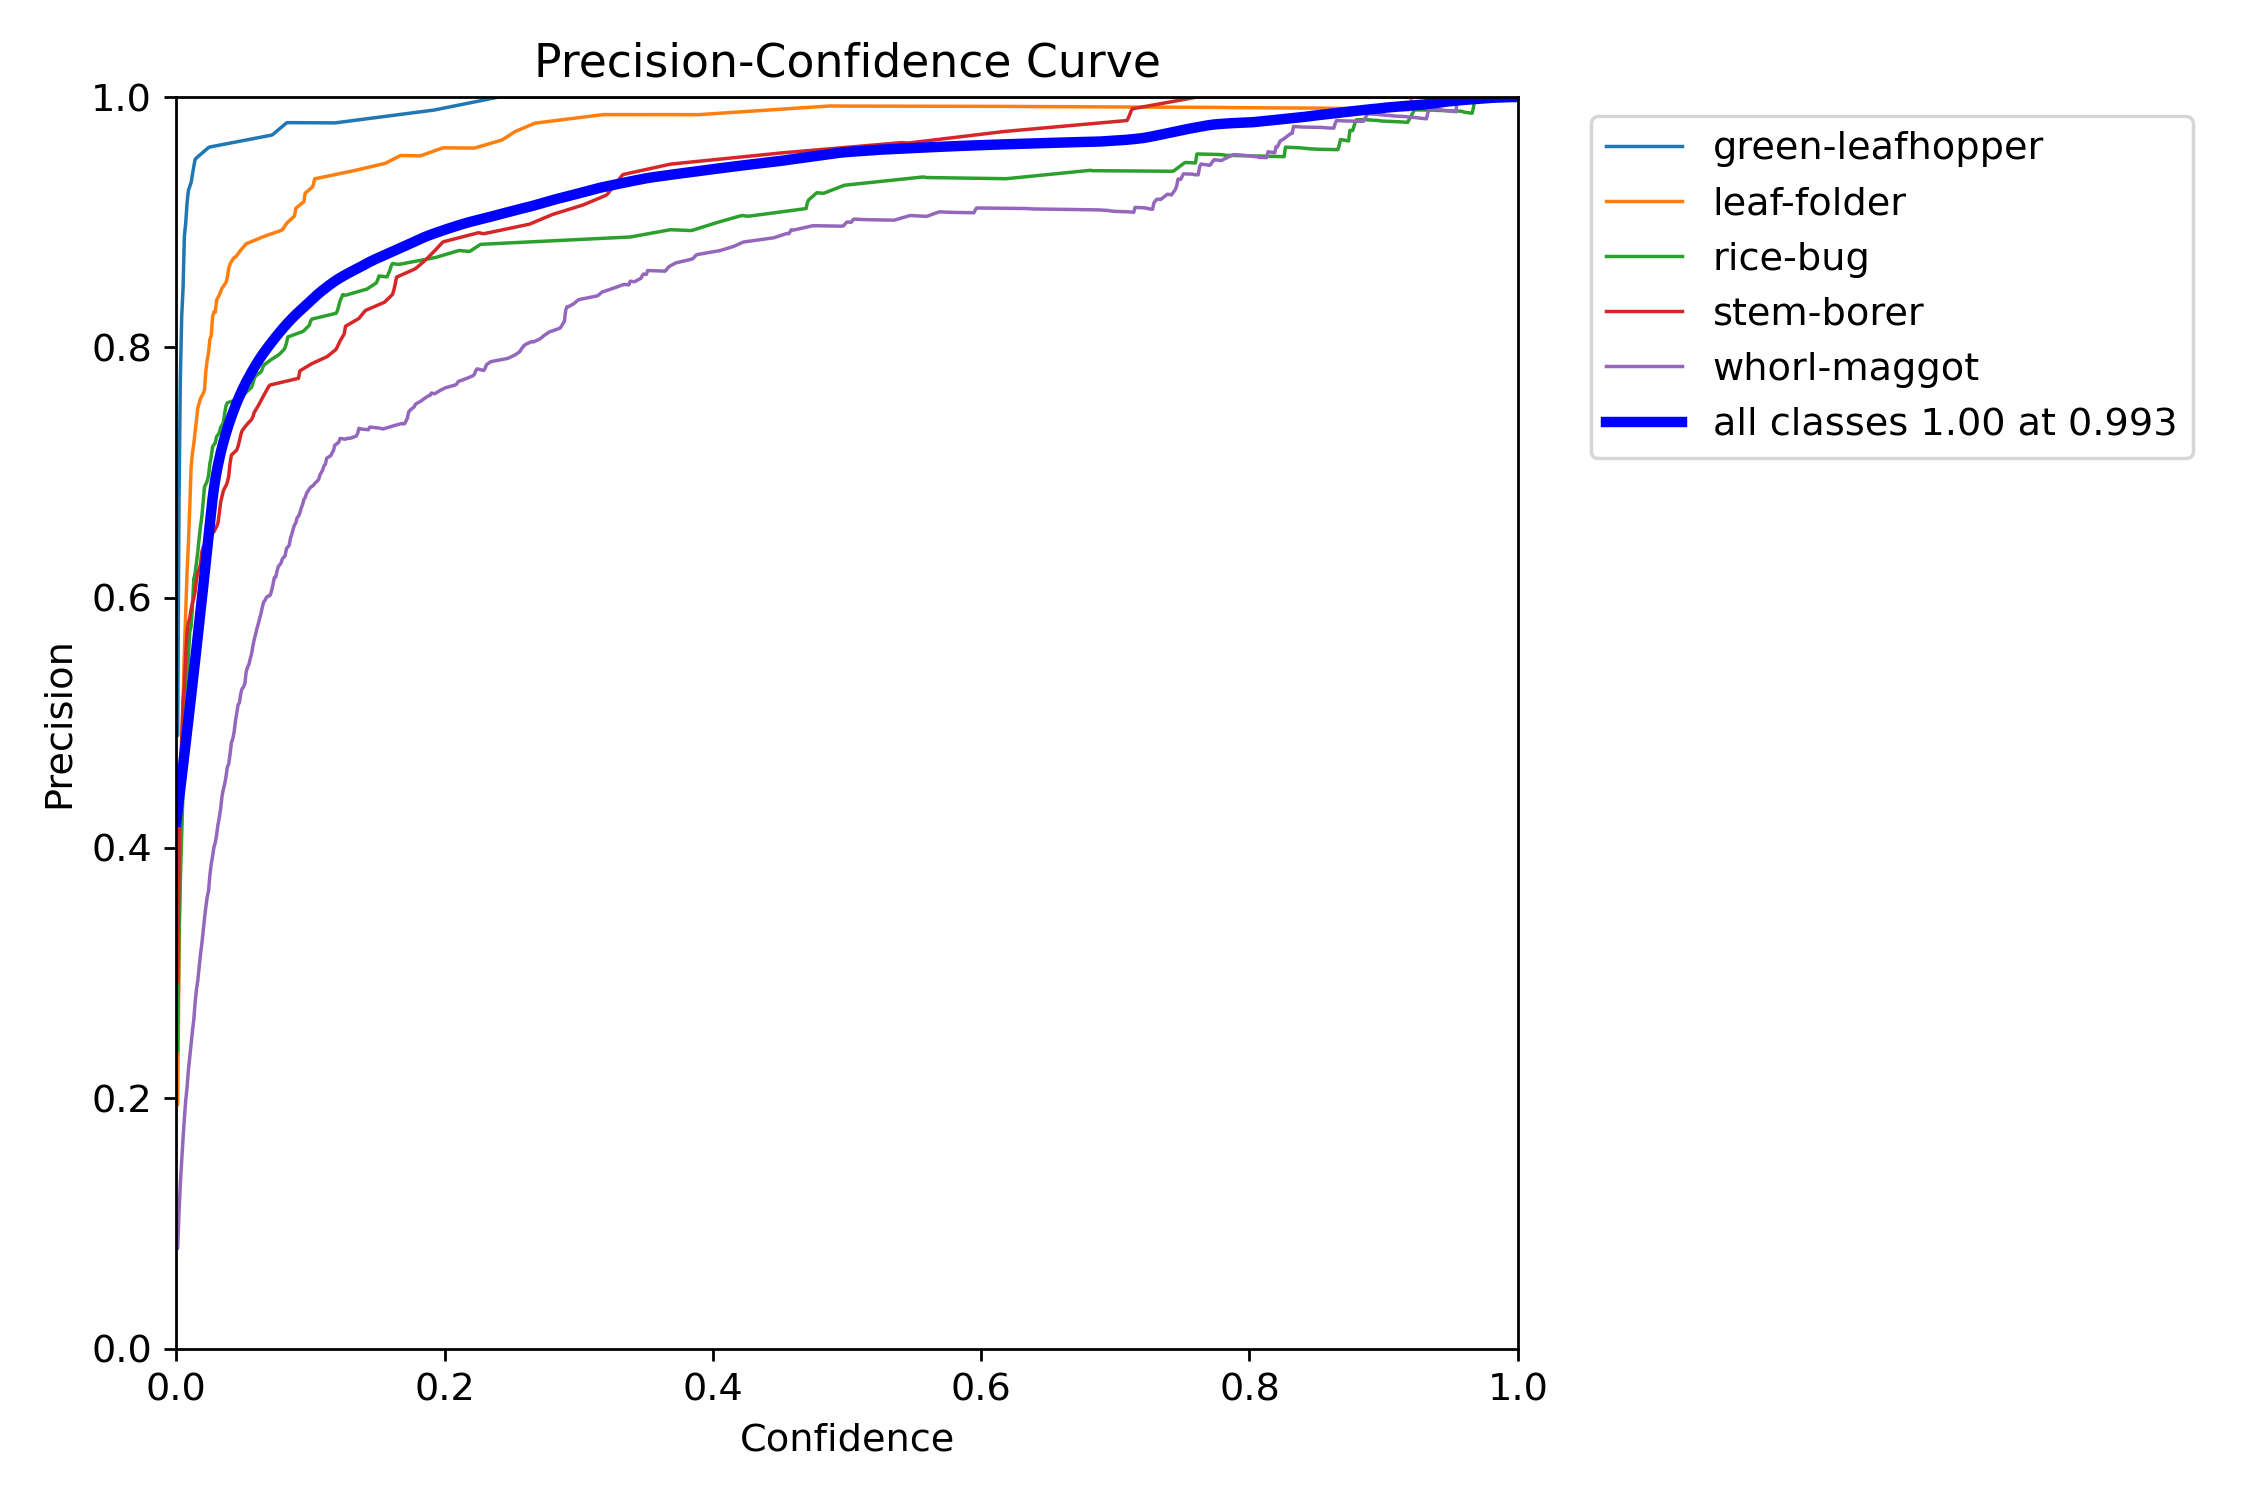 Precision-Confidence Curve
1.0
0.8
0.6
0.4
0.2
0.0
Precision
0.0 0.2 0.4 0.6 0.8 1.0
Confidence
green-leafhopper
leaf-folder
rice-bug
stem-borer
whorl-maggot
all classes 1.00 at 0.993